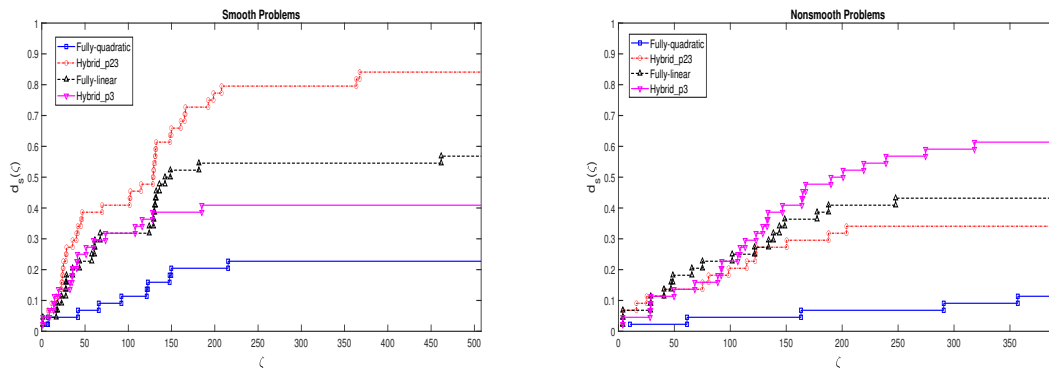 Smooth Problems
1
0.9
0.8
0.7
0.6
0.5
0.4
0.3
0.2
0.1
0
d_s(ζ)
Fully-quadratic
Hybrid_p23
Fully-linear
Hybrid_p3
0 50 100 150 200 250 300 350 400 450 500
ζ
Nonsmooth Problems
1
0.9
0.8
0.7
0.6
0.5
0.4
0.3
0.2
0.1
0
d_s(ζ)
Fully-quadratic
Hybrid_p23
Fully-linear
Hybrid_p3
0 50 100 150 200 250 300 350
ζ